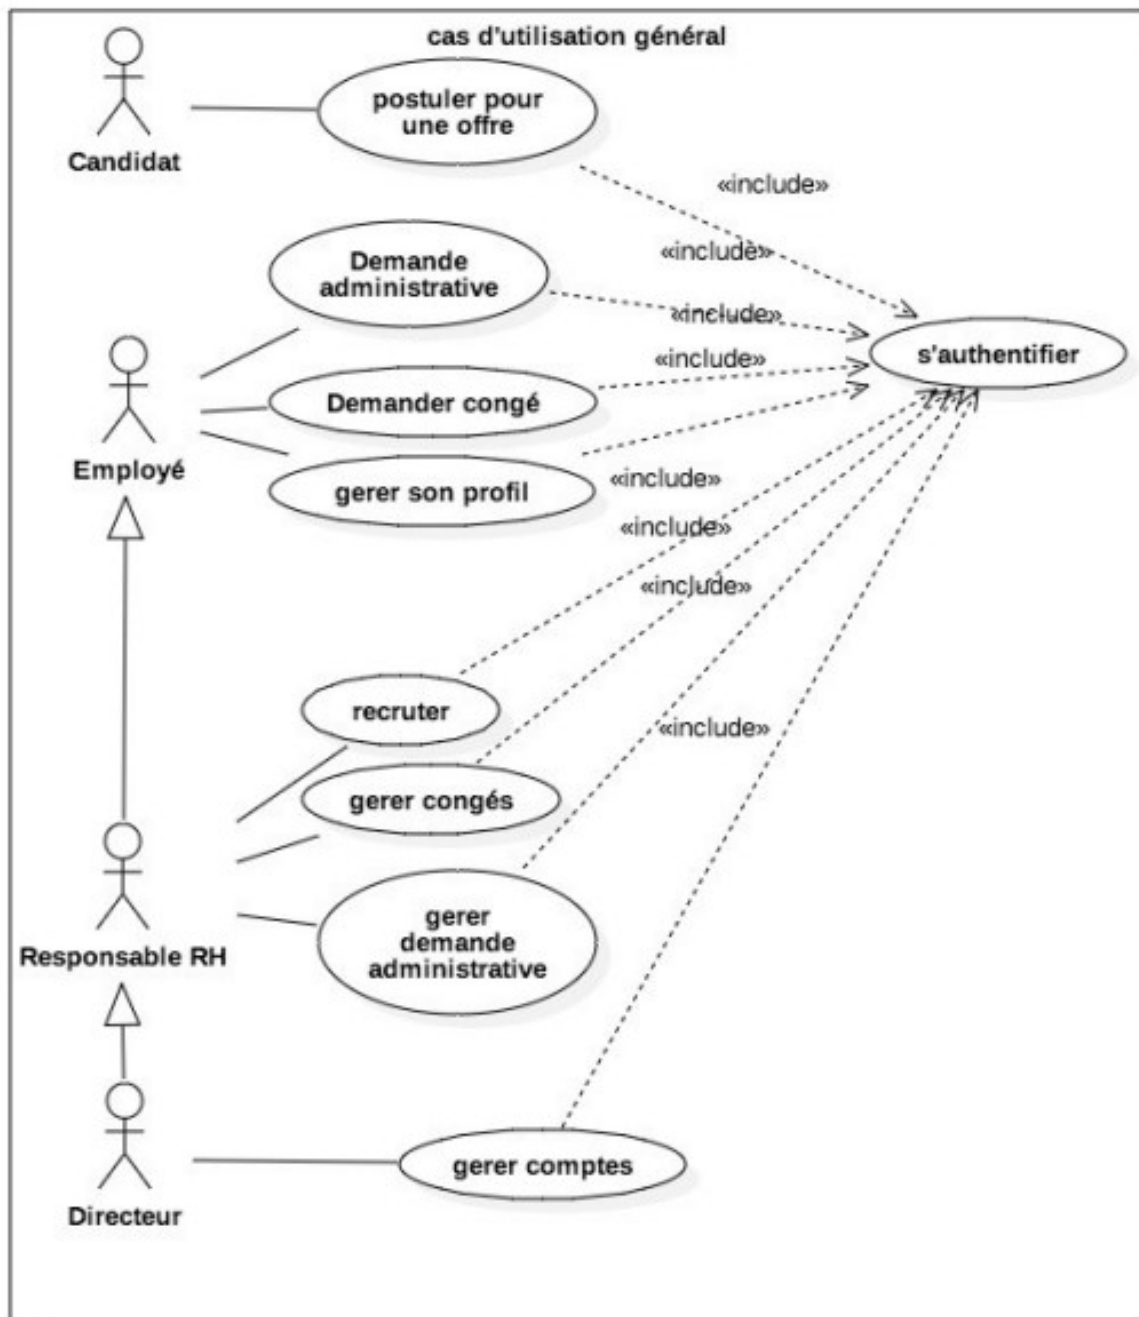 cas d'utilisation général
postuler pour
une offre
Candidat
«include»
«include»
Demande
administrative
«include»
s'authentifier
«include»
Demander congé
Employé
gerer son profil
«include»
«include»
«include»
recruter
«include»
gerer congés
gerer
demande
administrative
Responsable RH
gerer comptes
Directeur